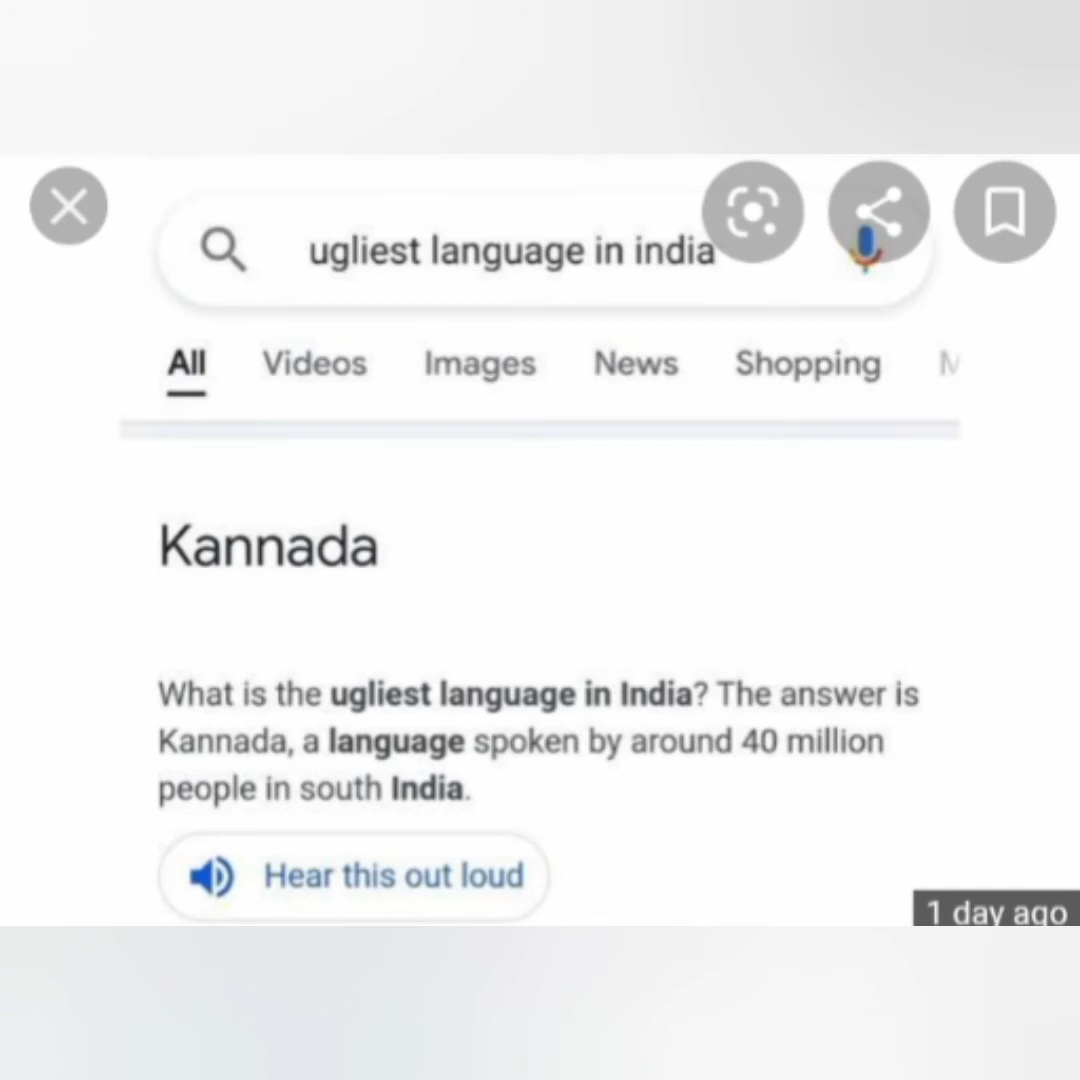 ugliest language in india
All Videos Images News Shopping M
Kannada
What is the ugliest language in India? The answer is
Kannada, a language spoken by around 40 million
people in south India.
Hear this out loud
1 day ago